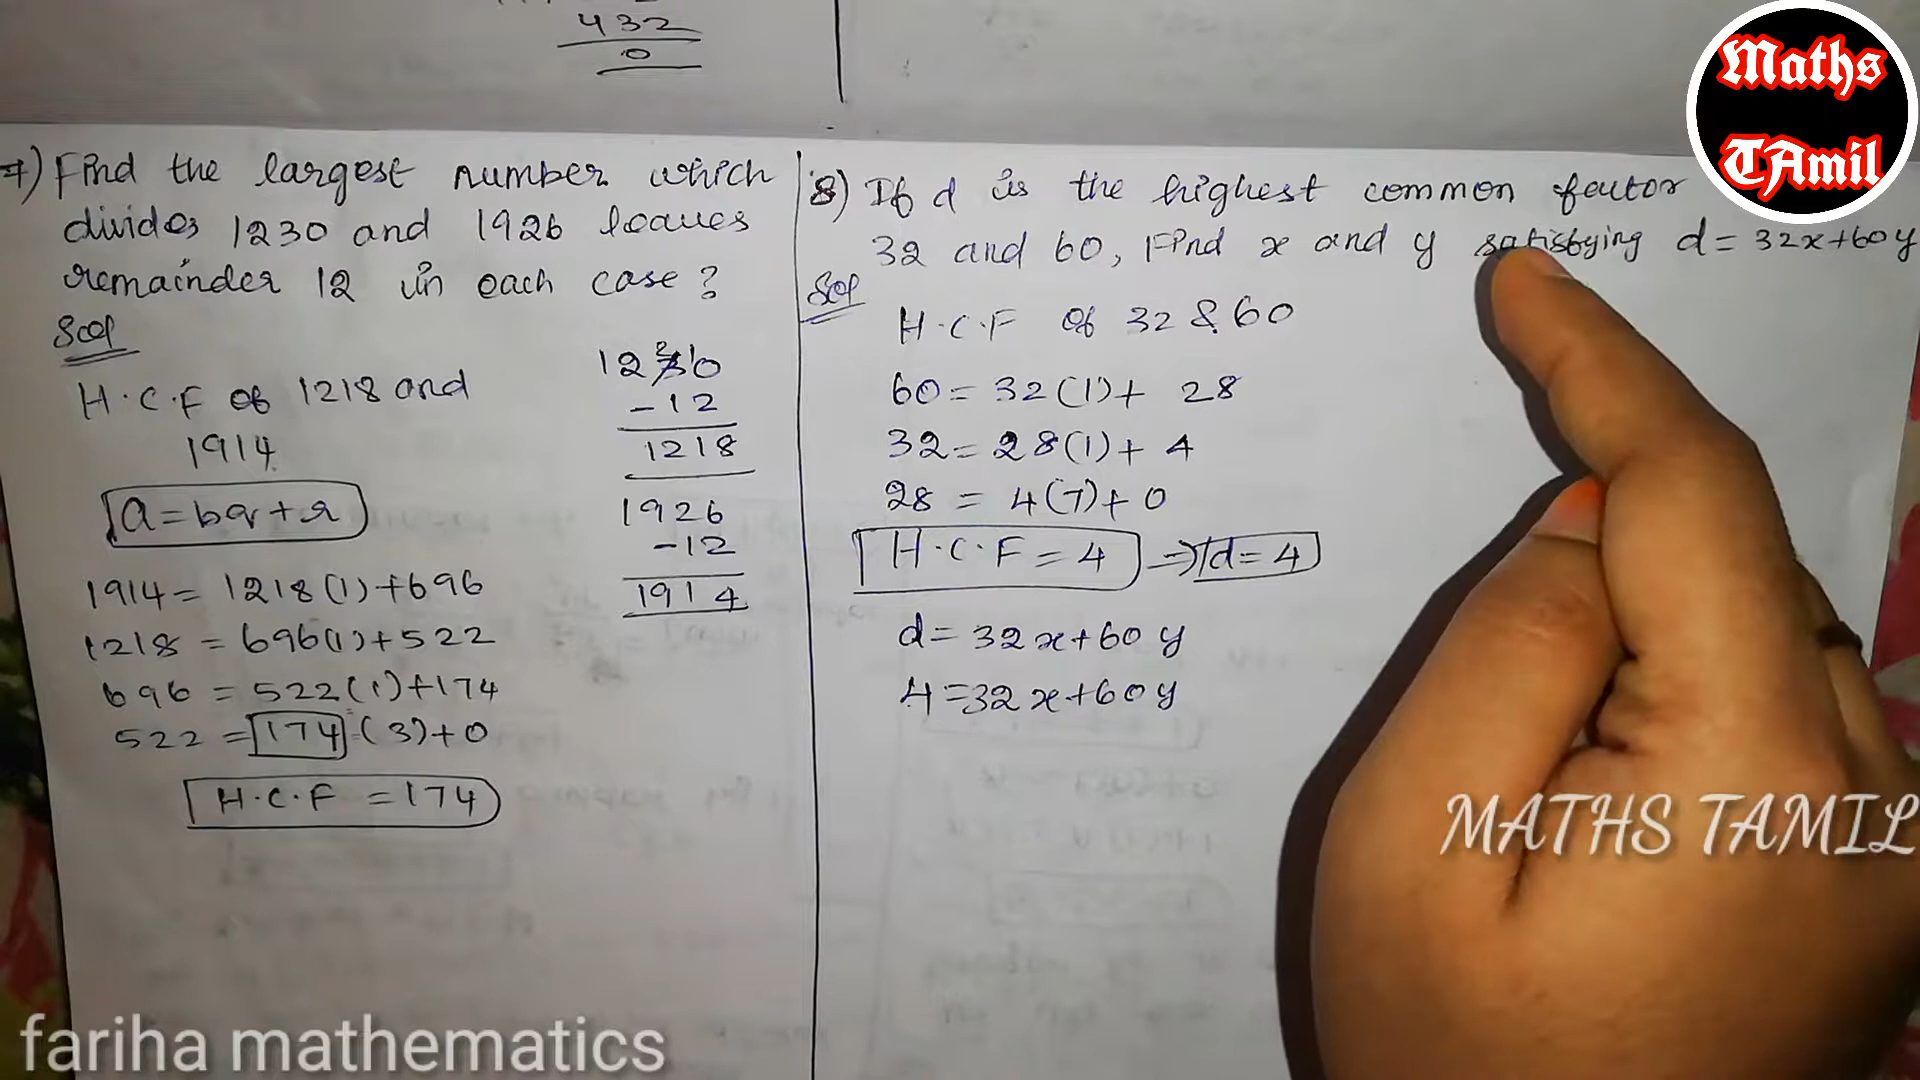 432
0
7) Find the largest number which
divides 1230 and 1926 leaves
remainder 12 in each case?
Sol
H.C.F of 1218 and
1914
a=bq+r
1914=1218(1)+696
1218=696(1)+522
696=522(1)+174
522=174(3)+0
H.C.F=174
1230
-12
1218
1926
-12
1914
8) If d is the highest common factor
32 and 60, Find x and y satisfying d=32x+60y
Sol
H.C.F of 32 & 60
60=32(1)+ 28
32=28(1)+ 4
28 = 4(7)+ 0
H.C.F=4 ⇒ d=4
d=32x+60y
4=32x+60y
Maths
TAmil
MATHS TAMIL
fariha mathematics